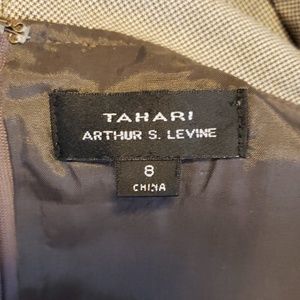 TAHARI
ARTHUR S. LEVINE
8
CHINA